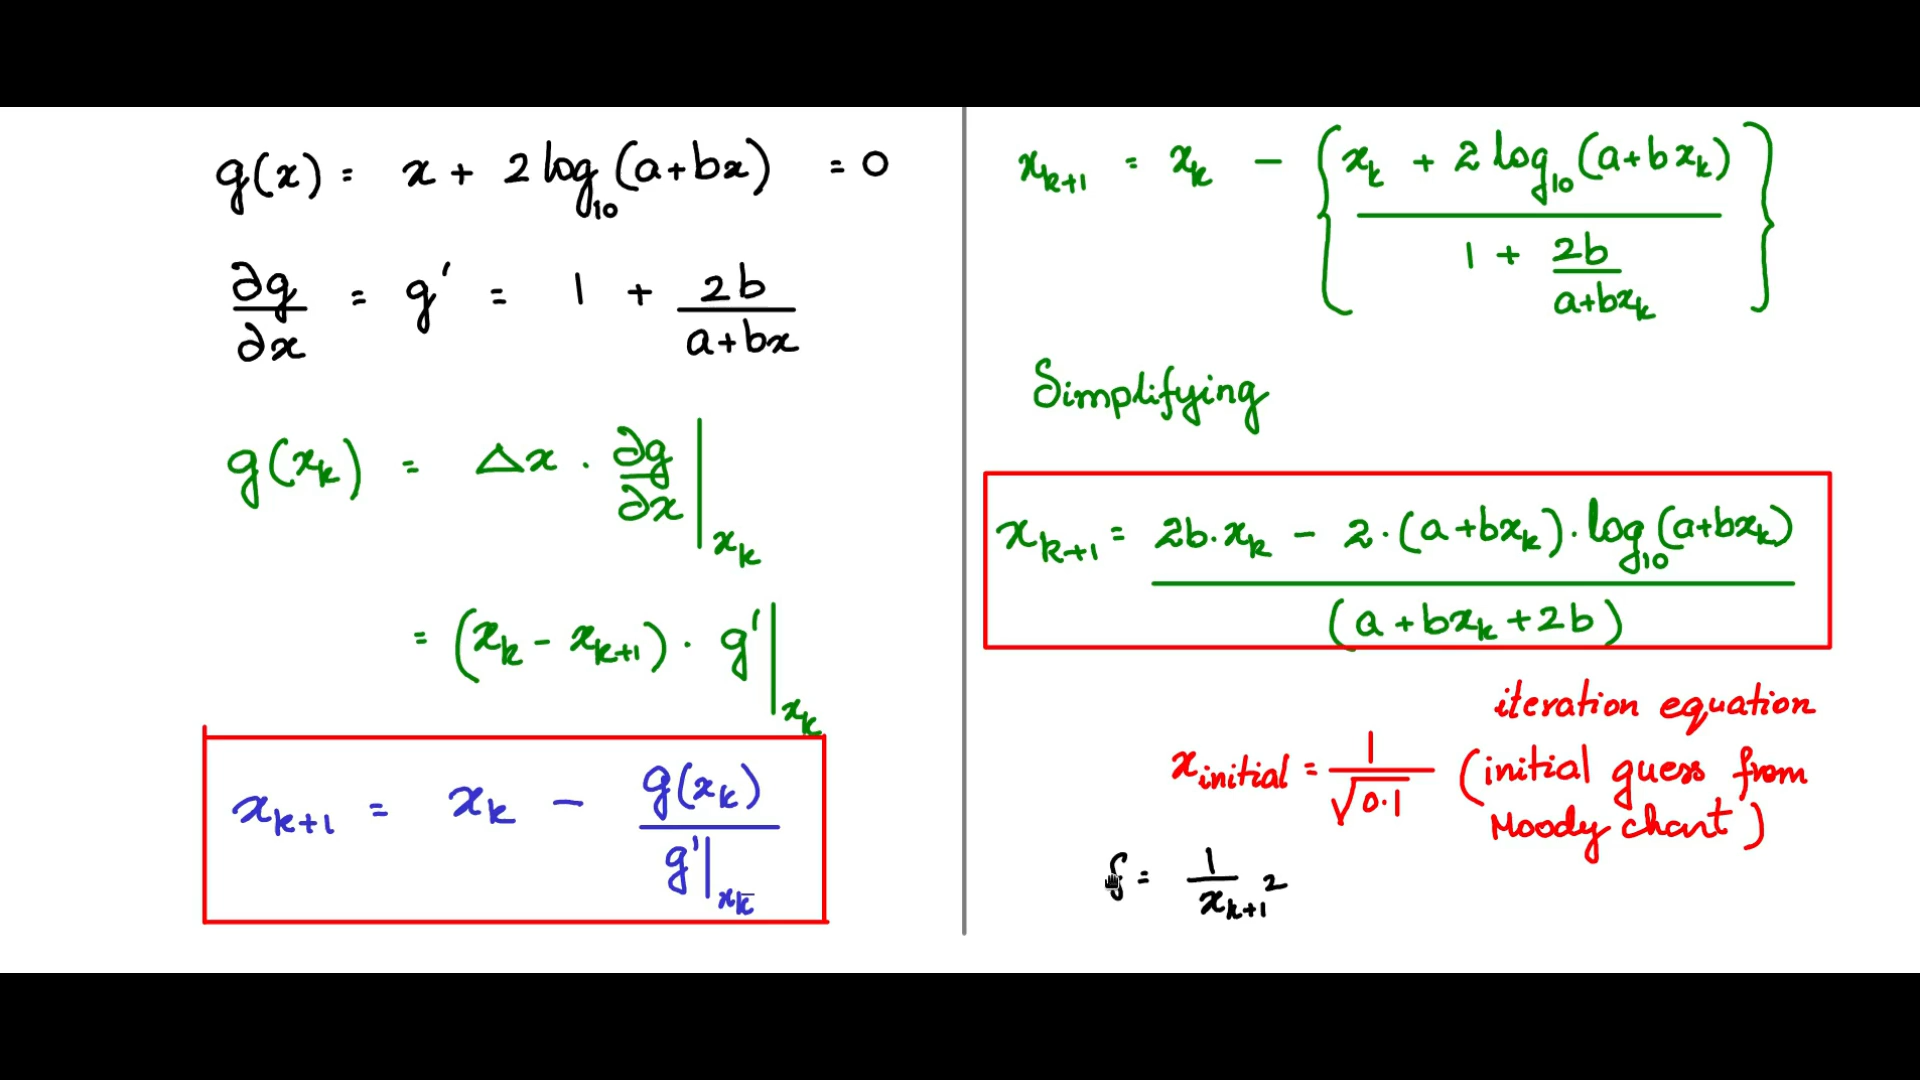 g(x) = x + 2 log₁₀ (a+bx) = 0
∂g/∂x = g' = 1 + 2b/(a+bx)
g(xₖ) = Δx · ∂g/∂x |xₖ
= (xₖ - xₖ₊₁) · g' |xₖ
xₖ₊₁ = xₖ - g(xₖ)/g'|xₖ
xₖ₊₁ = xₖ - { (xₖ + 2 log₁₀ (a+bxₖ)) / (1 + 2b/(a+bxₖ)) }
Simplifying
xₖ₊₁ = (2b·xₖ - 2·(a+bxₖ)·log₁₀(a+bxₖ)) / (a+bxₖ+2b)
iteration equation
x initial = 1/√0.1 (initial guess from
Moody chart)
f = 1/xₖ₊₁²